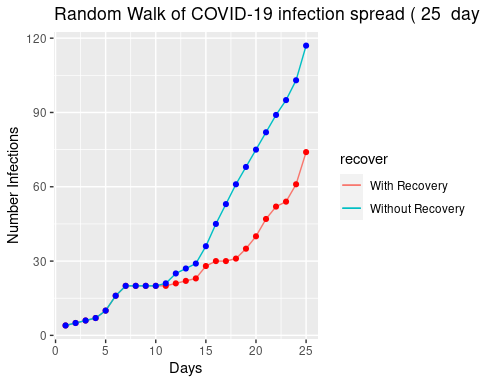 Random Walk of COVID-19 infection spread ( 25 day
Number Infections
120
90
60
30
0
0 5 10 15 20 25
Days
recover
With Recovery
Without Recovery